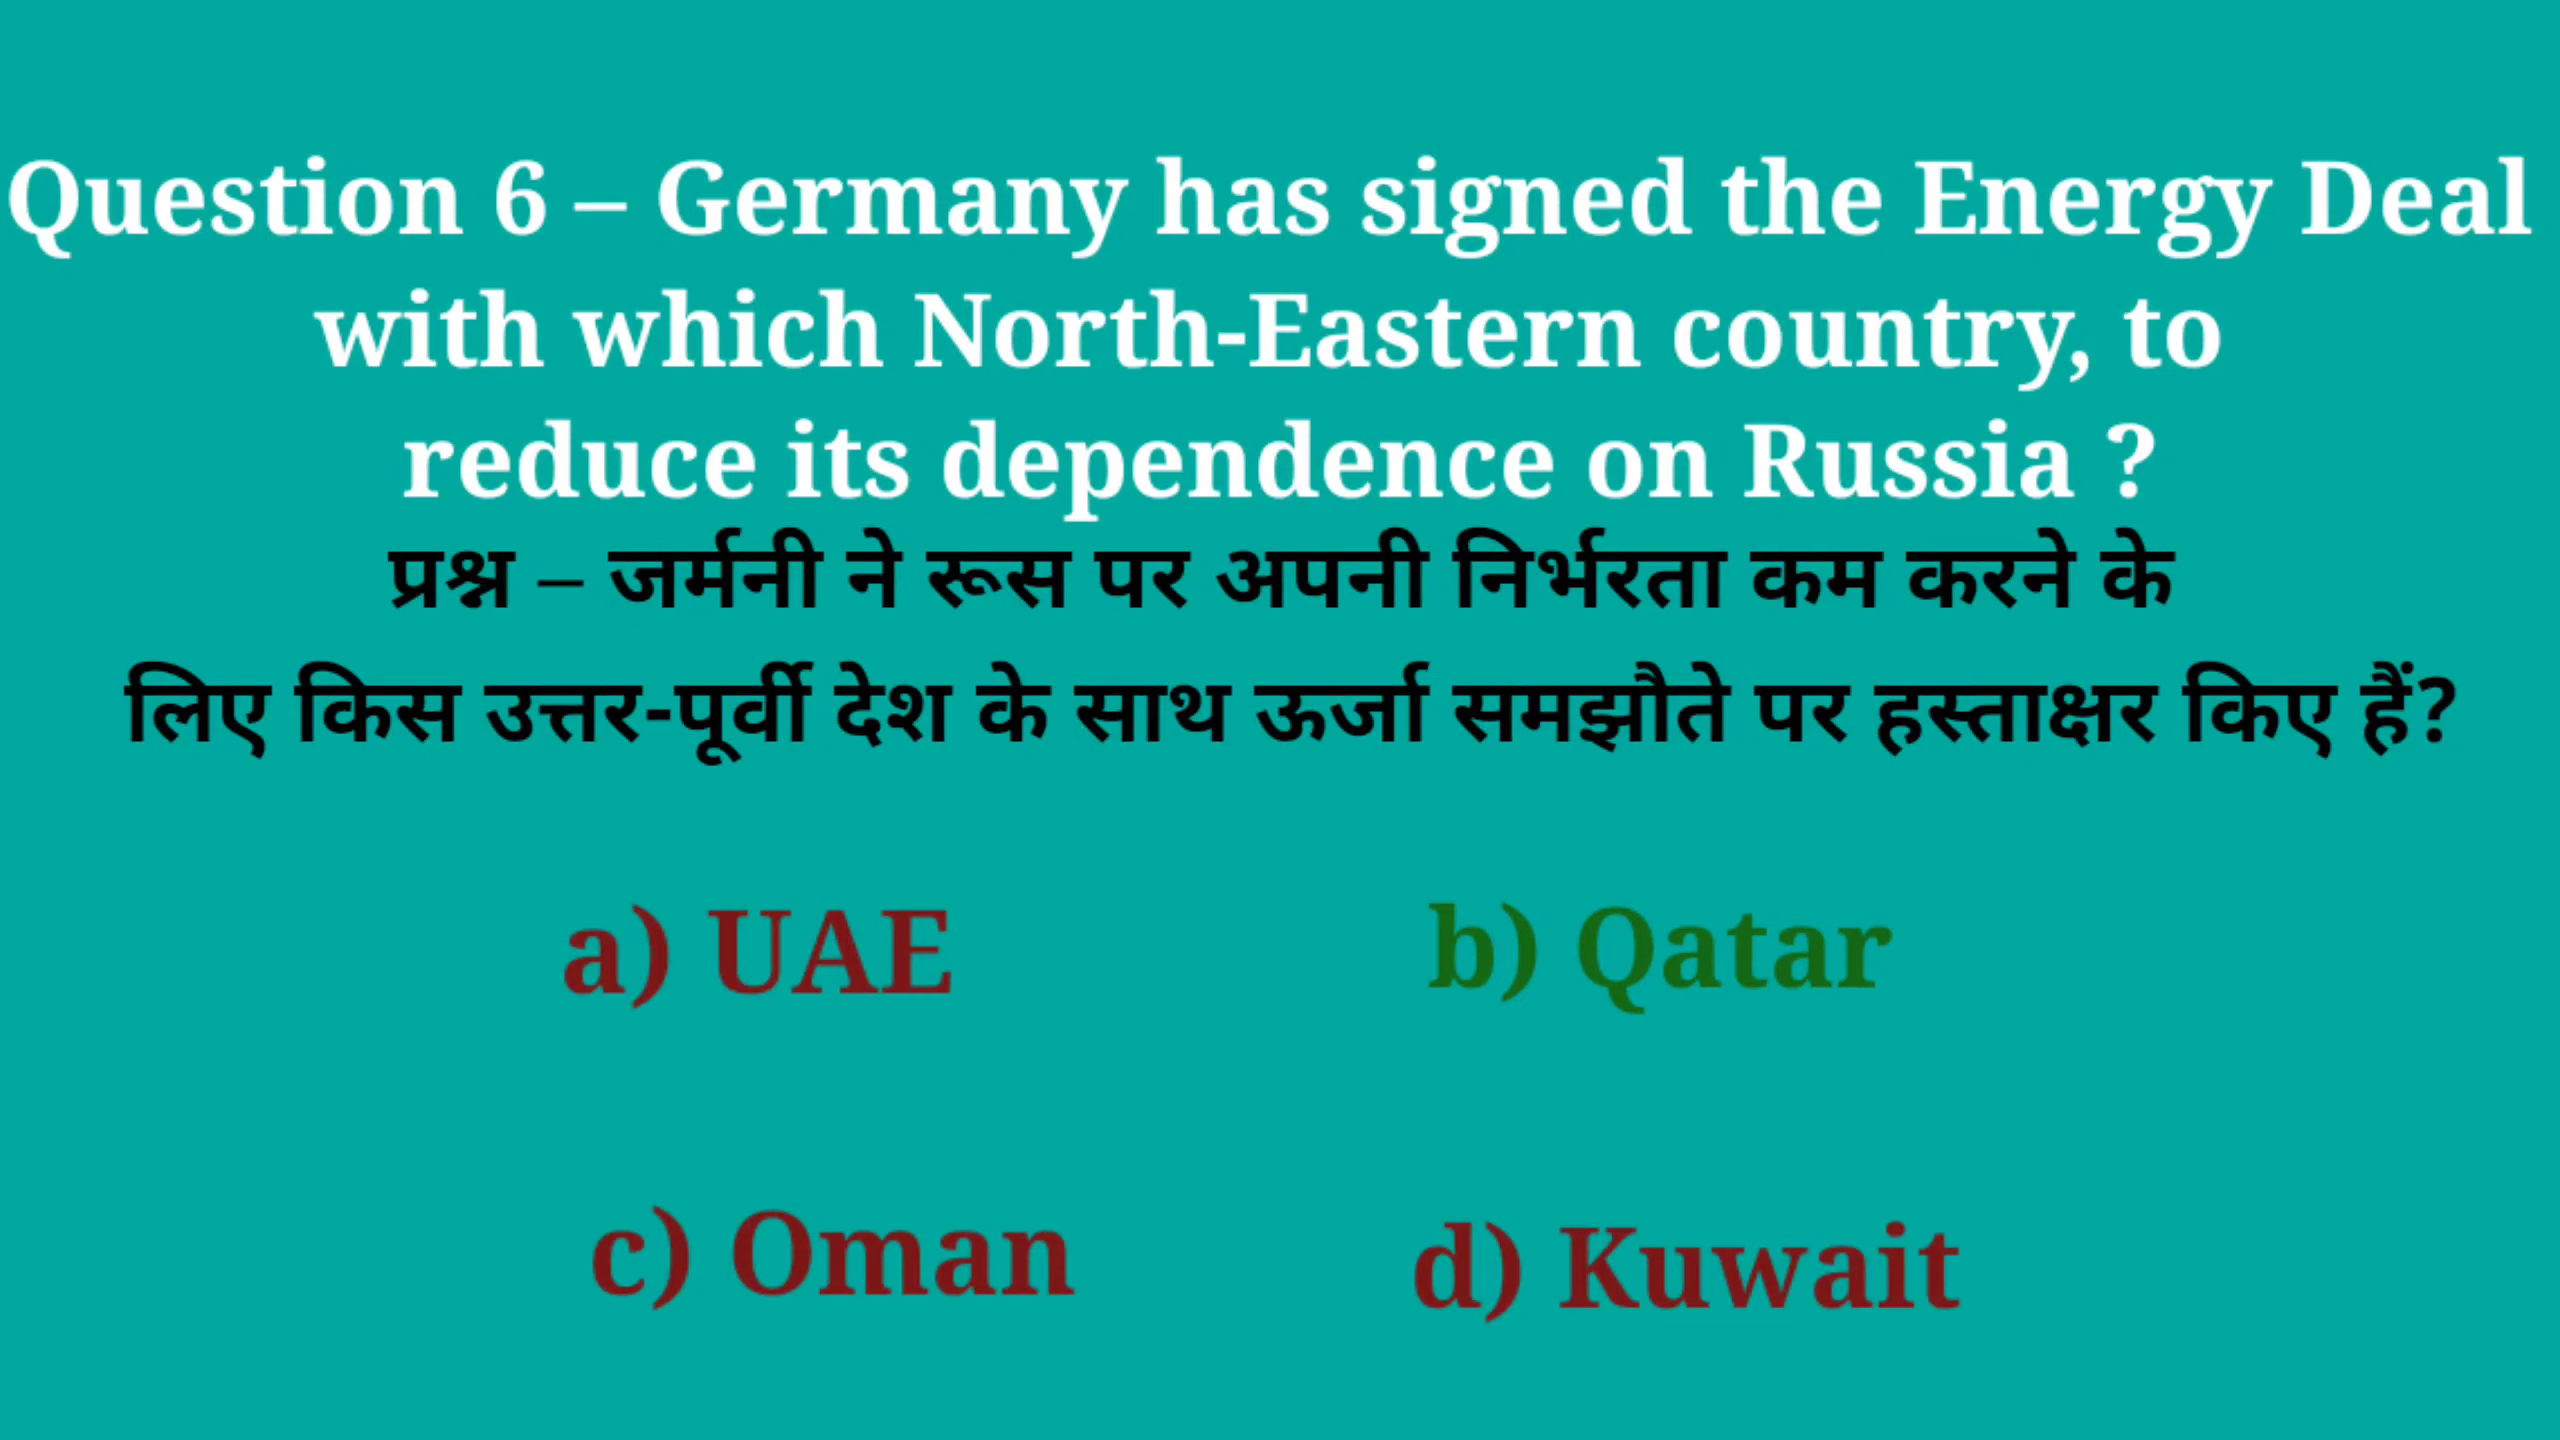 Question 6 – Germany has signed the Energy Deal
with which North-Eastern country, to
reduce its dependence on Russia ?
प्रश्न – जर्मनी ने रूस पर अपनी निर्भरता कम करने के
लिए किस उत्तर-पूर्वी देश के साथ ऊर्जा समझौते पर हस्ताक्षर किए हैं?
a) UAE
b) Qatar
c) Oman
d) Kuwait